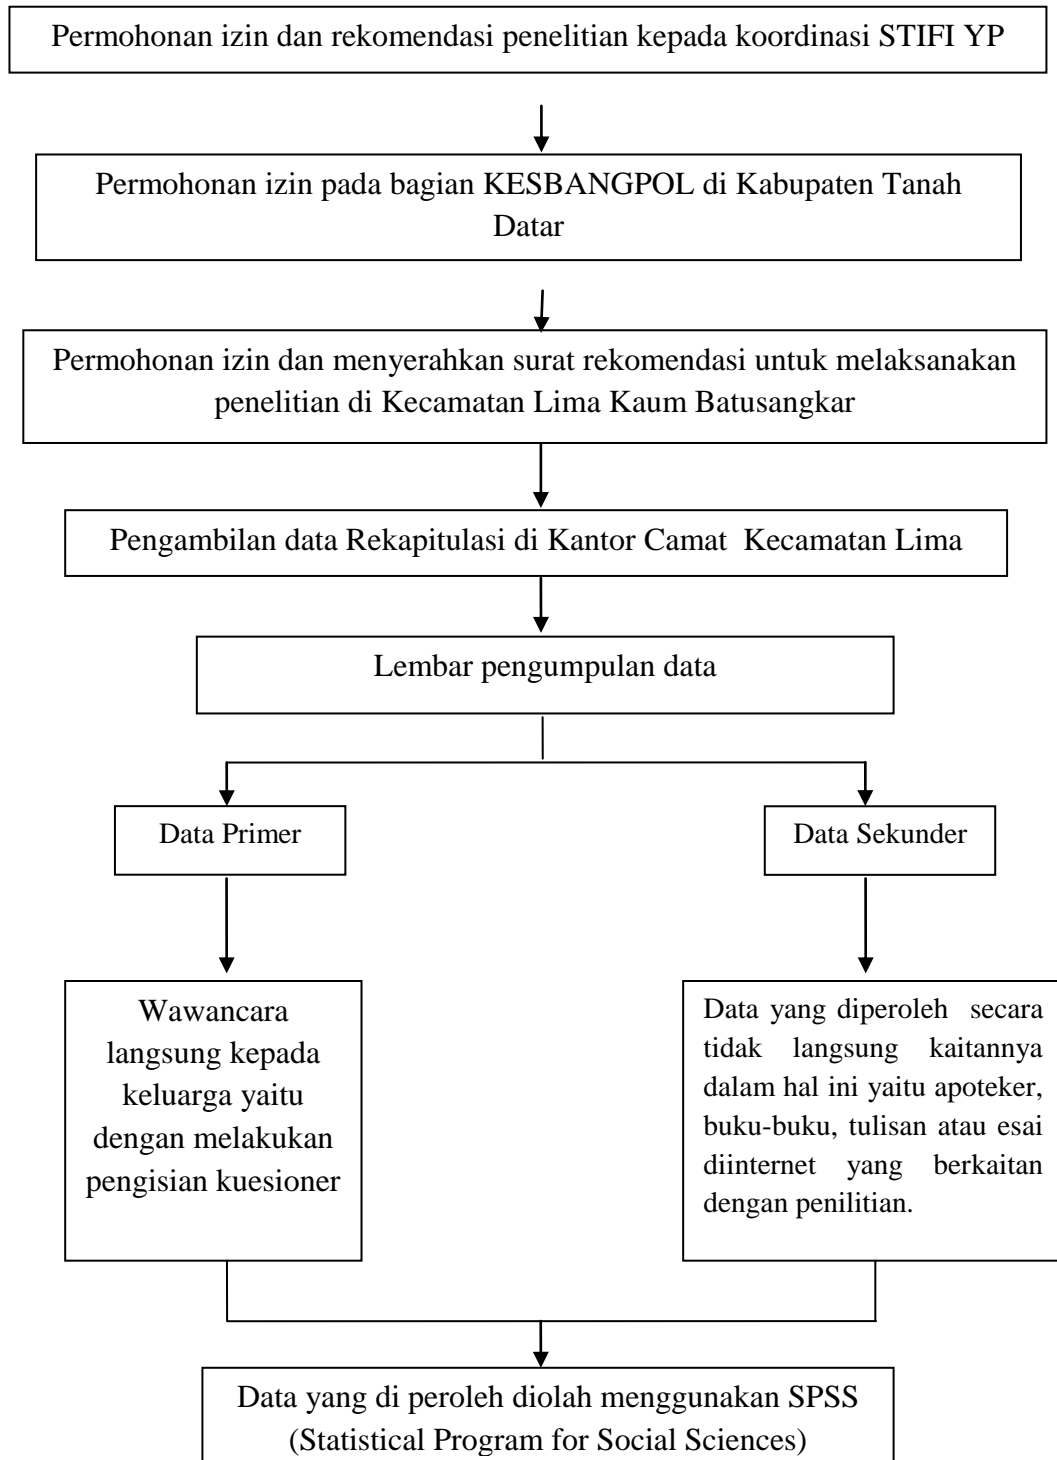 Permohonan izin dan rekomendasi penelitian kepada koordinasi STIFI YP
Permohonan izin pada bagian KESBANGPOL di Kabupaten Tanah
Datar
Permohonan izin dan menyerahkan surat rekomendasi untuk melaksanakan
penelitian di Kecamatan Lima Kaum Batusangkar
Pengambilan data Rekapitulasi di Kantor Camat Kecamatan Lima
Lembar pengumpulan data
Data Primer
Data Sekunder
Wawancara
langsung kepada
keluarga yaitu
dengan melakukan
pengisian kuesioner
Data yang diperoleh secara
tidak langsung kaitannya
dalam hal ini yaitu apoteker,
buku-buku, tulisan atau esai
diinternet yang berkaitan
dengan penilitian.
Data yang di peroleh diolah menggunakan SPSS
(Statistical Program for Social Sciences)